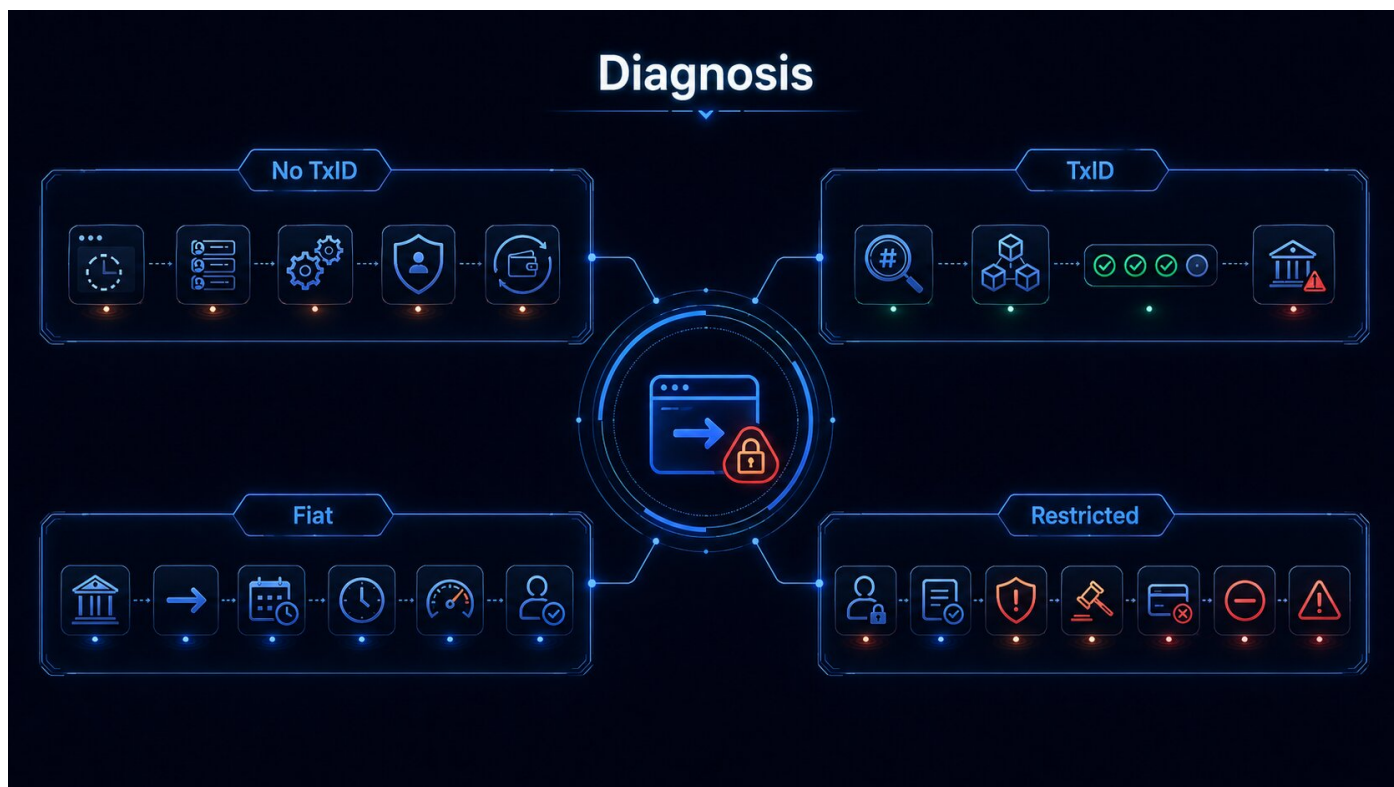 Diagnosis
No TxID
TxID
#
Fiat
Restricted